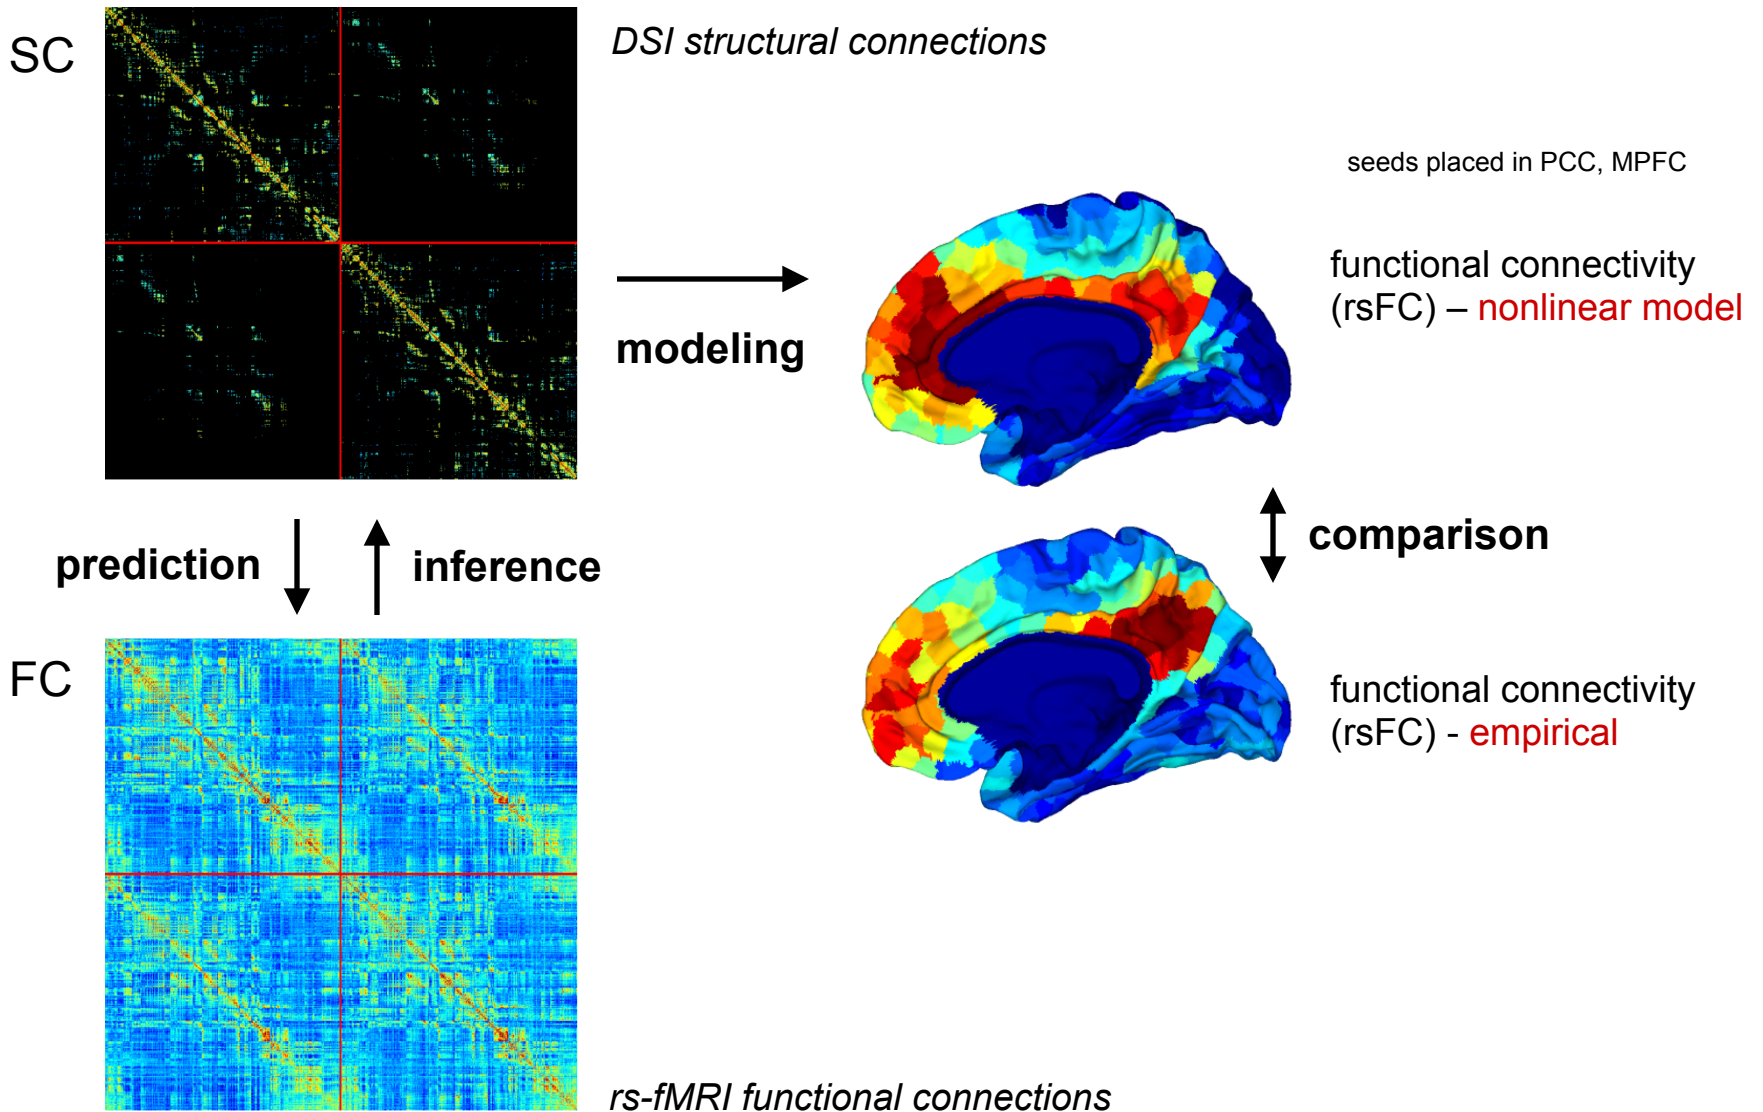 SC
DSI structural connections
seeds placed in PCC, MPFC
functional connectivity
(rsFC) – nonlinear model
modeling
prediction
inference
comparison
FC
functional connectivity
(rsFC) - empirical
rs-fMRI functional connections